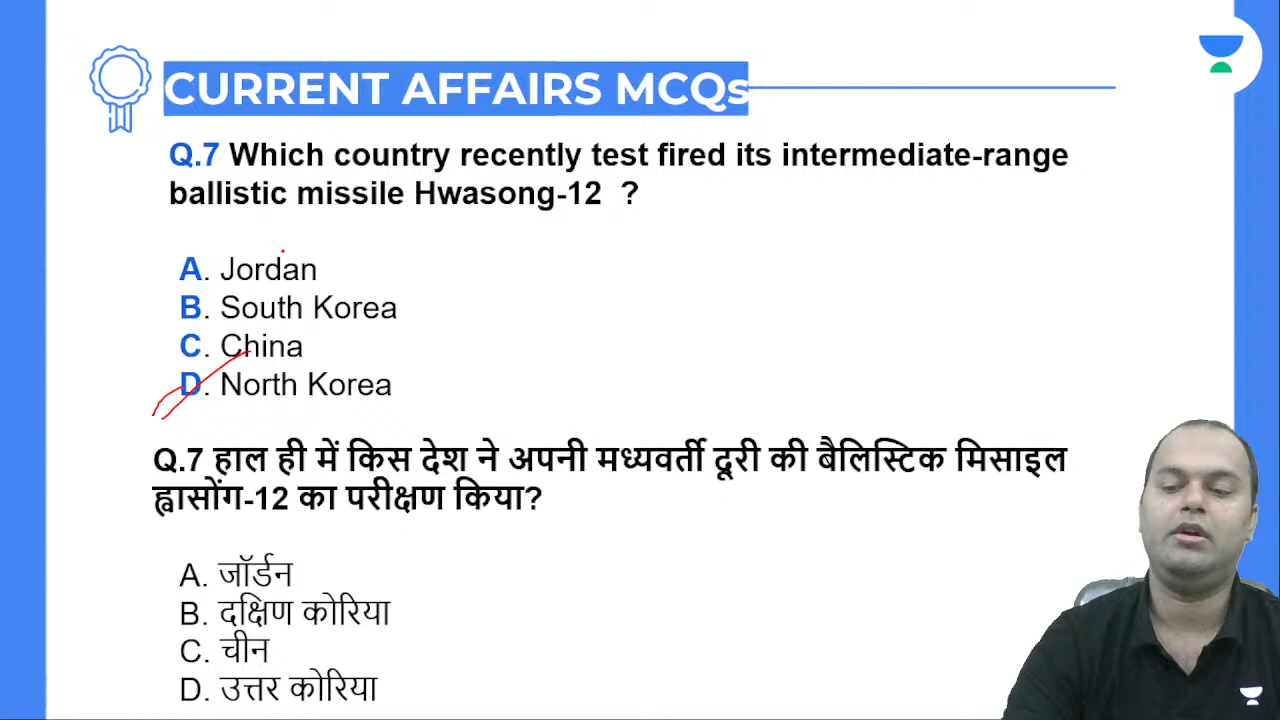 CURRENT AFFAIRS MCQs
Q.7 Which country recently test fired its intermediate-range
ballistic missile Hwasong-12 ?
A. Jordan
B. South Korea
C. China
D. North Korea
Q.7 हाल ही में किस देश ने अपनी मध्यवर्ती दूरी की बैलिस्टिक मिसाइल
ह्वासोंग-12 का परीक्षण किया?
A. जॉर्डन
B. दक्षिण कोरिया
C. चीन
D. उत्तर कोरिया